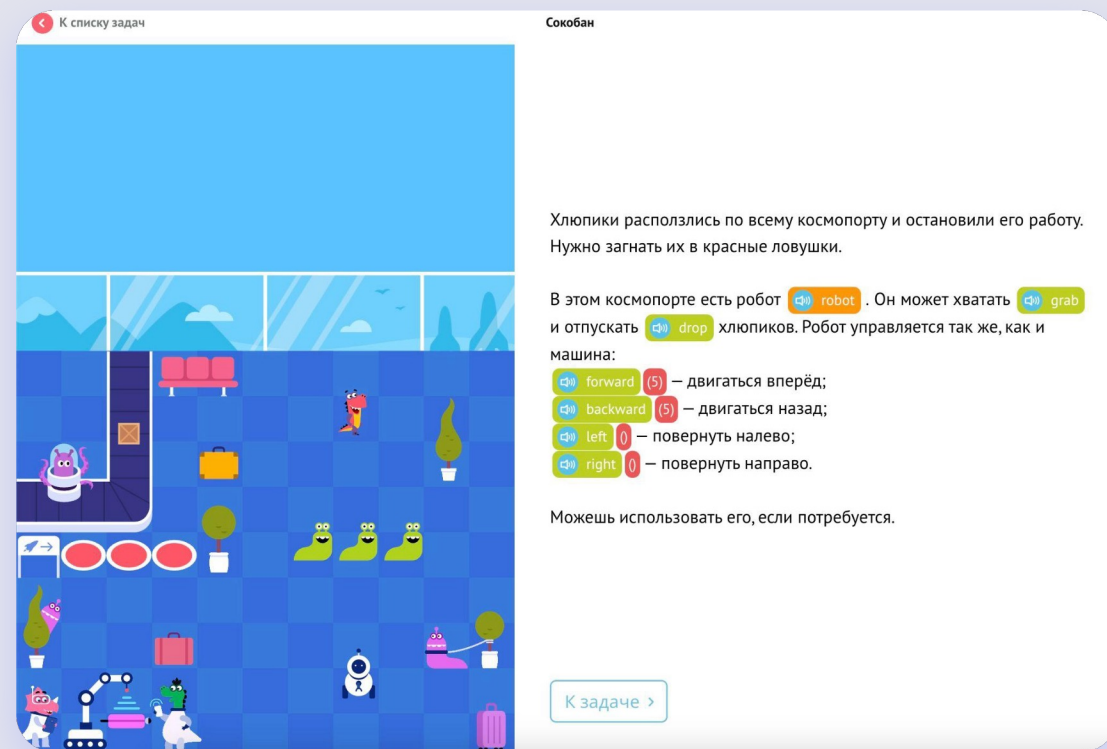 К списку задач
Сокобан
Хлюпики расползлись по всему космопорту и остановили его работу.
Нужно загнать их в красные ловушки.
В этом космопорте есть робот robot . Он может хватать grab
и отпускать drop хлюпиков. Робот управляется так же, как и
машина:
forward (5) — двигаться вперёд;
backward (5) — двигаться назад;
left () — повернуть налево;
right () — повернуть направо.
Можешь использовать его, если потребуется.
К задаче >